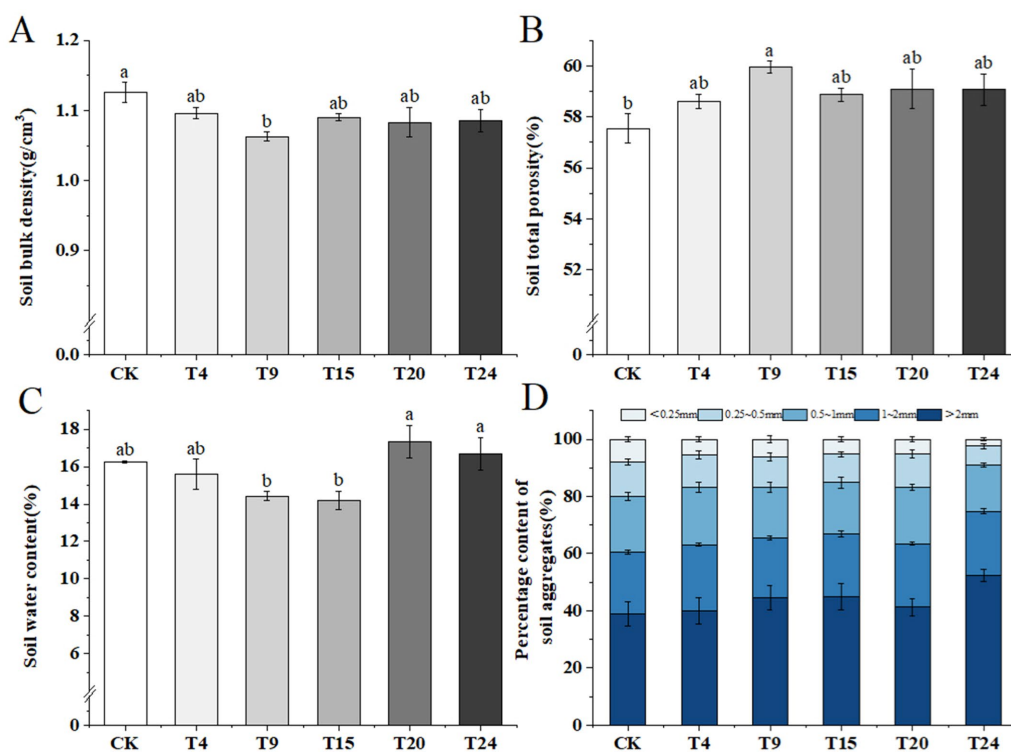 A
Soil bulk density(g/cm³)
1.2
1.1
1.0
0.9
0.0
a
ab
b
ab
ab
ab
CK T4 T9 T15 T20 T24
B
Soil total porosity(%)
60
58
56
54
52
0
b
ab
a
ab
ab
ab
CK T4 T9 T15 T20 T24
C
Soil water content(%)
18
16
14
12
10
8
6
4
0
ab
ab
b
b
a
a
CK T4 T9 T15 T20 T24
D
<0.25mm 0.25~0.5mm 0.5~1mm 1~2mm >2mm
Percentage content of
soil aggregates(%)
100
80
60
40
20
0
CK T4 T9 T15 T20 T24